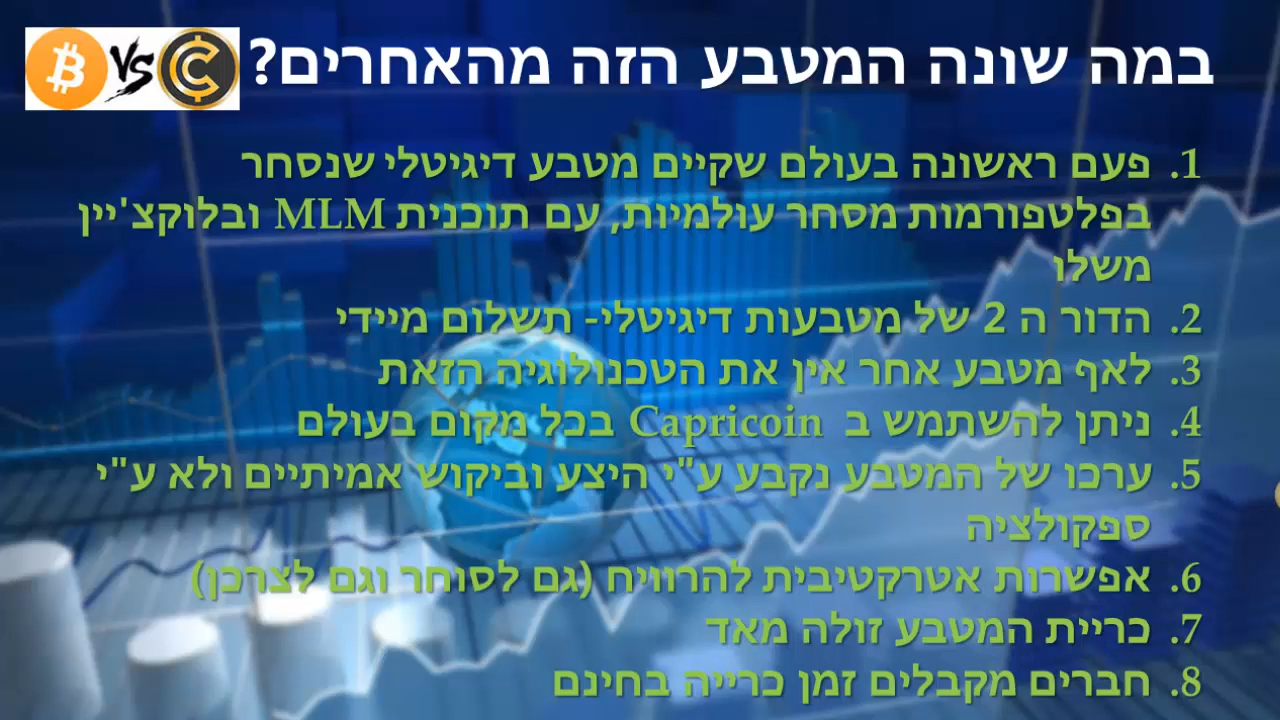 במה שונה המטבע הזה מהאחרים?
VS
1. פעם ראשונה בעולם שקיים מטבע דיגיטלי שנסחר
בפלטפורמות מסחר עולמיות, עם תוכנית MLM ובלוקצ'יין
משלו
2. הדור ה 2 של מטבעות דיגיטלי- תשלום מיידי
3. לאף מטבע אחר אין את הטכנולוגיה הזאת
4. ניתן להשתמש ב Capricoin בכל מקום בעולם
5. ערכו של המטבע נקבע ע"י היצע וביקוש אמיתיים ולא ע"י
ספקולציה
6. אפשרות אטרקטיבית להרוויח (גם לסוחר וגם לצרכן)
7. כריית המטבע זולה מאד
8. חברים מקבלים זמן כרייה בחינם